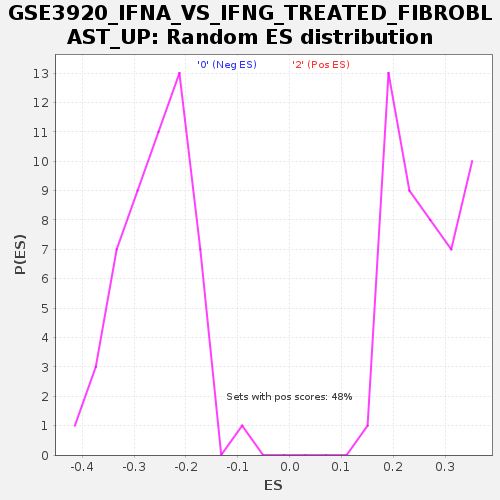 GSE3920_IFNA_VS_IFNG_TREATED_FIBROBL
AST_UP: Random ES distribution
'0' (Neg ES) '2' (Pos ES)
13
12
11
10
9
8
7
6
5
4
3
2
1
0
P(ES)
Sets with pos scores: 48%
-0.4 -0.3 -0.2 -0.1 0.0 0.1 0.2 0.3
ES